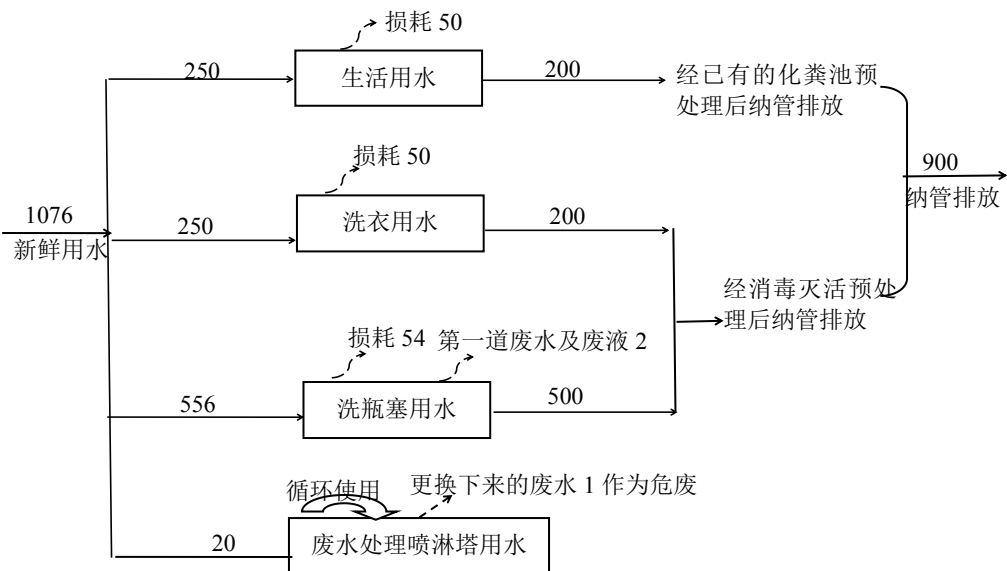 损耗 50
250
生活用水
200
经已有的化粪池预
处理后纳管排放
损耗 50
900
纳管排放
1076
新鲜用水
250
洗衣用水
200
经消毒灭活预处
理后纳管排放
损耗 54
第一道废水及废液 2
556
洗瓶塞用水
500
循环使用
更换下来的废水 1 作为危废
20
废水处理喷淋塔用水